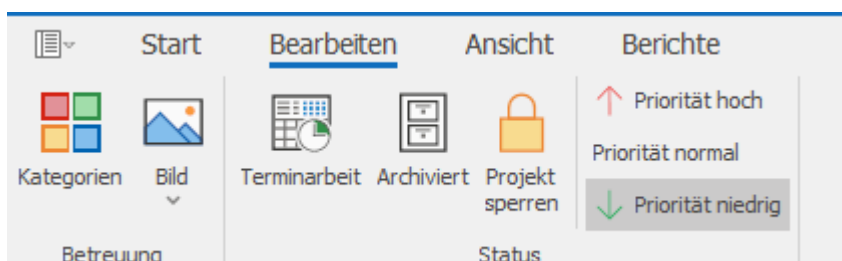 Start Bearbeiten Ansicht Berichte
Kategorien
Bild
Terminarbeit
Archiviert
Projekt
sperren
Priorität hoch
Priorität normal
Priorität niedrig
Betreuung
Status